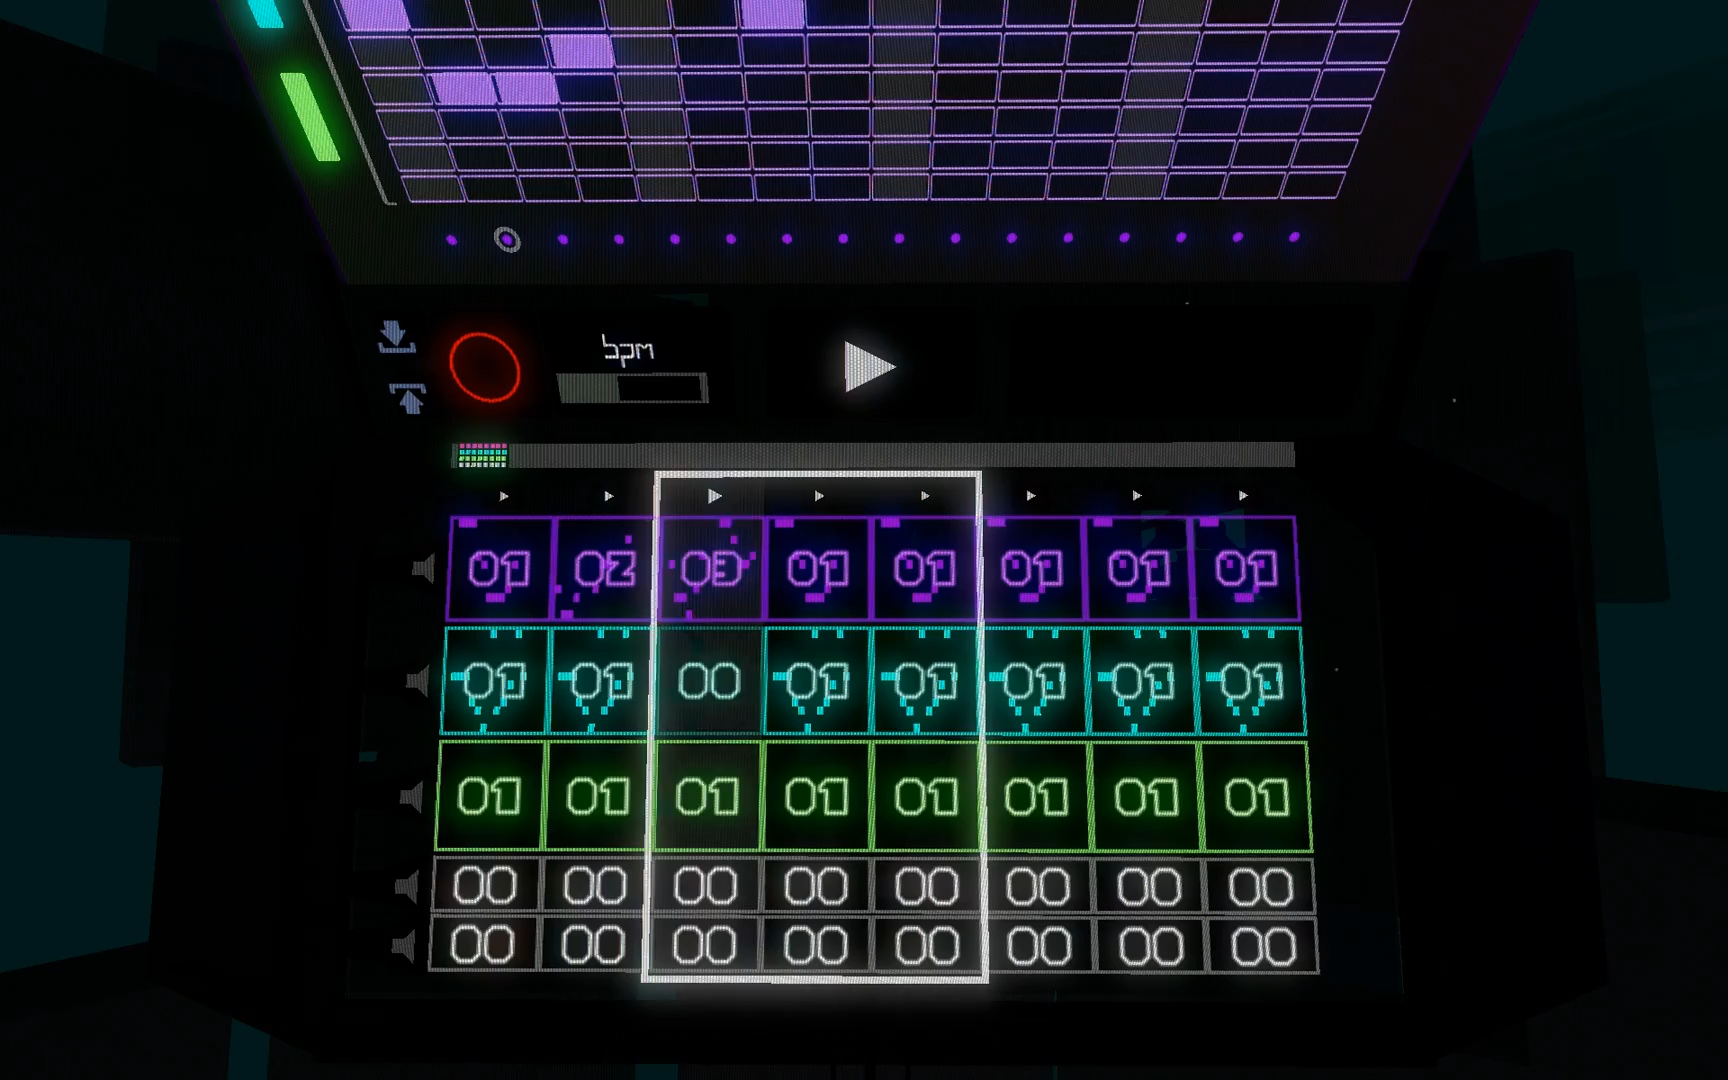 bpm
01 02 03 01 01 01 01 01
01 01 00 01 01 01 01 01
01 01 01 01 01 01 01 01
00 00 00 00 00 00 00 00
00 00 00 00 00 00 00 00